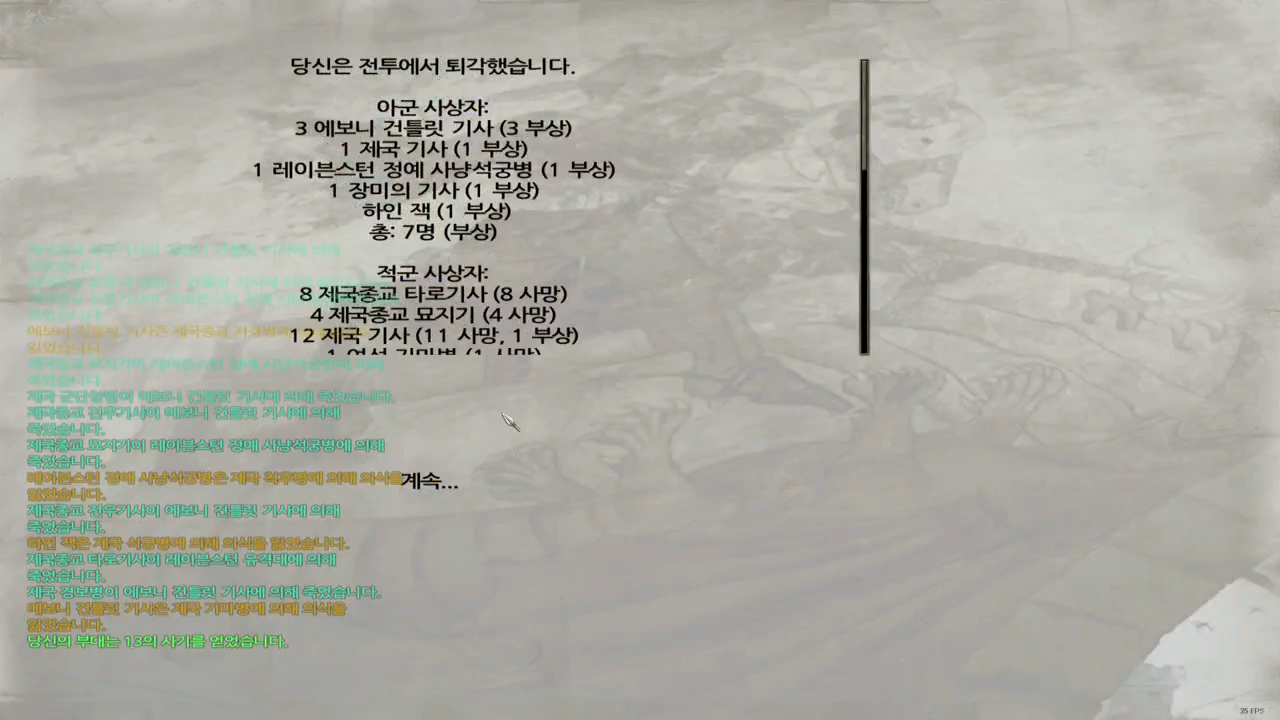 당신은 전투에서 퇴각했습니다.
아군 사상자:
3 에보니 건틀릿 기사 (3 부상)
1 제국 기사 (1 부상)
1 레이븐스턴 정예 사냥석궁병 (1 부상)
1 장미의 기사 (1 부상)
하인 잭 (1 부상)
총: 7명 (부상)
적군 사상자:
8 제국종교 타로기사 (8 사망)
4 제국종교 묘지기 (4 사망)
12 제국 기사 (11 사망, 1 부상)
계속...
제국 군단병이 에보니 건틀릿 기사에 의해 죽었습니다.
제국종교 전우기사이 에보니 건틀릿 기사에 의해
죽었습니다.
제국종교 묘지기이 레이븐스턴 정예 사냥석궁병에 의해
죽었습니다.
레이븐스턴 정예 사냥석궁병은 제국 척후병에 의해 의식을
잃었습니다.
제국종교 전우기사이 에보니 건틀릿 기사에 의해
죽었습니다.
하인 잭은 제국 석궁병에 의해 의식을 잃었습니다.
제국종교 타로기사이 레이븐스턴 유격대에 의해
죽었습니다.
제국 경보병이 에보니 건틀릿 기사에 의해 죽었습니다.
에보니 건틀릿 기사은 제국 기마병에 의해 의식을
잃었습니다.
당신의 부대는 13의 사기를 얻었습니다.
25 FPS